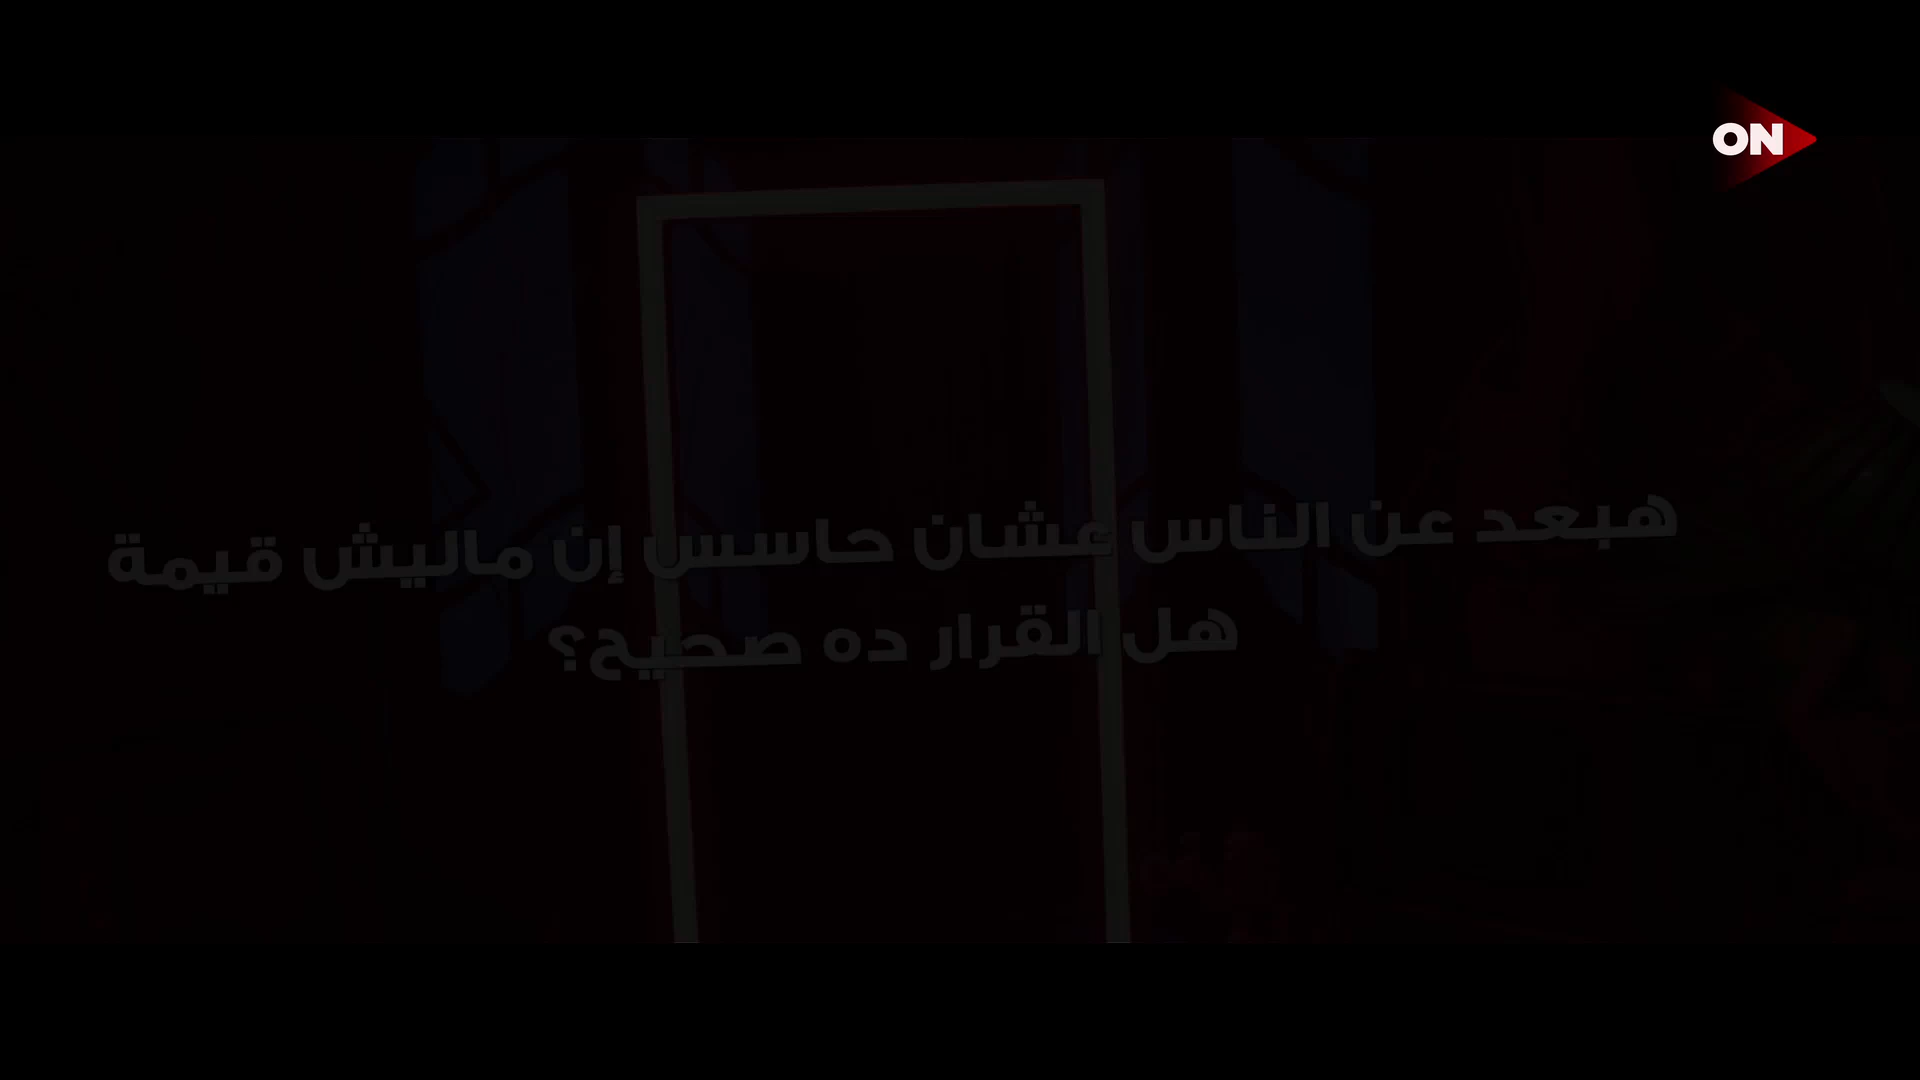 ON
هبعد عن الناس عشان حاسس إن ماليش قيمة
هل القرار ده صحيح؟